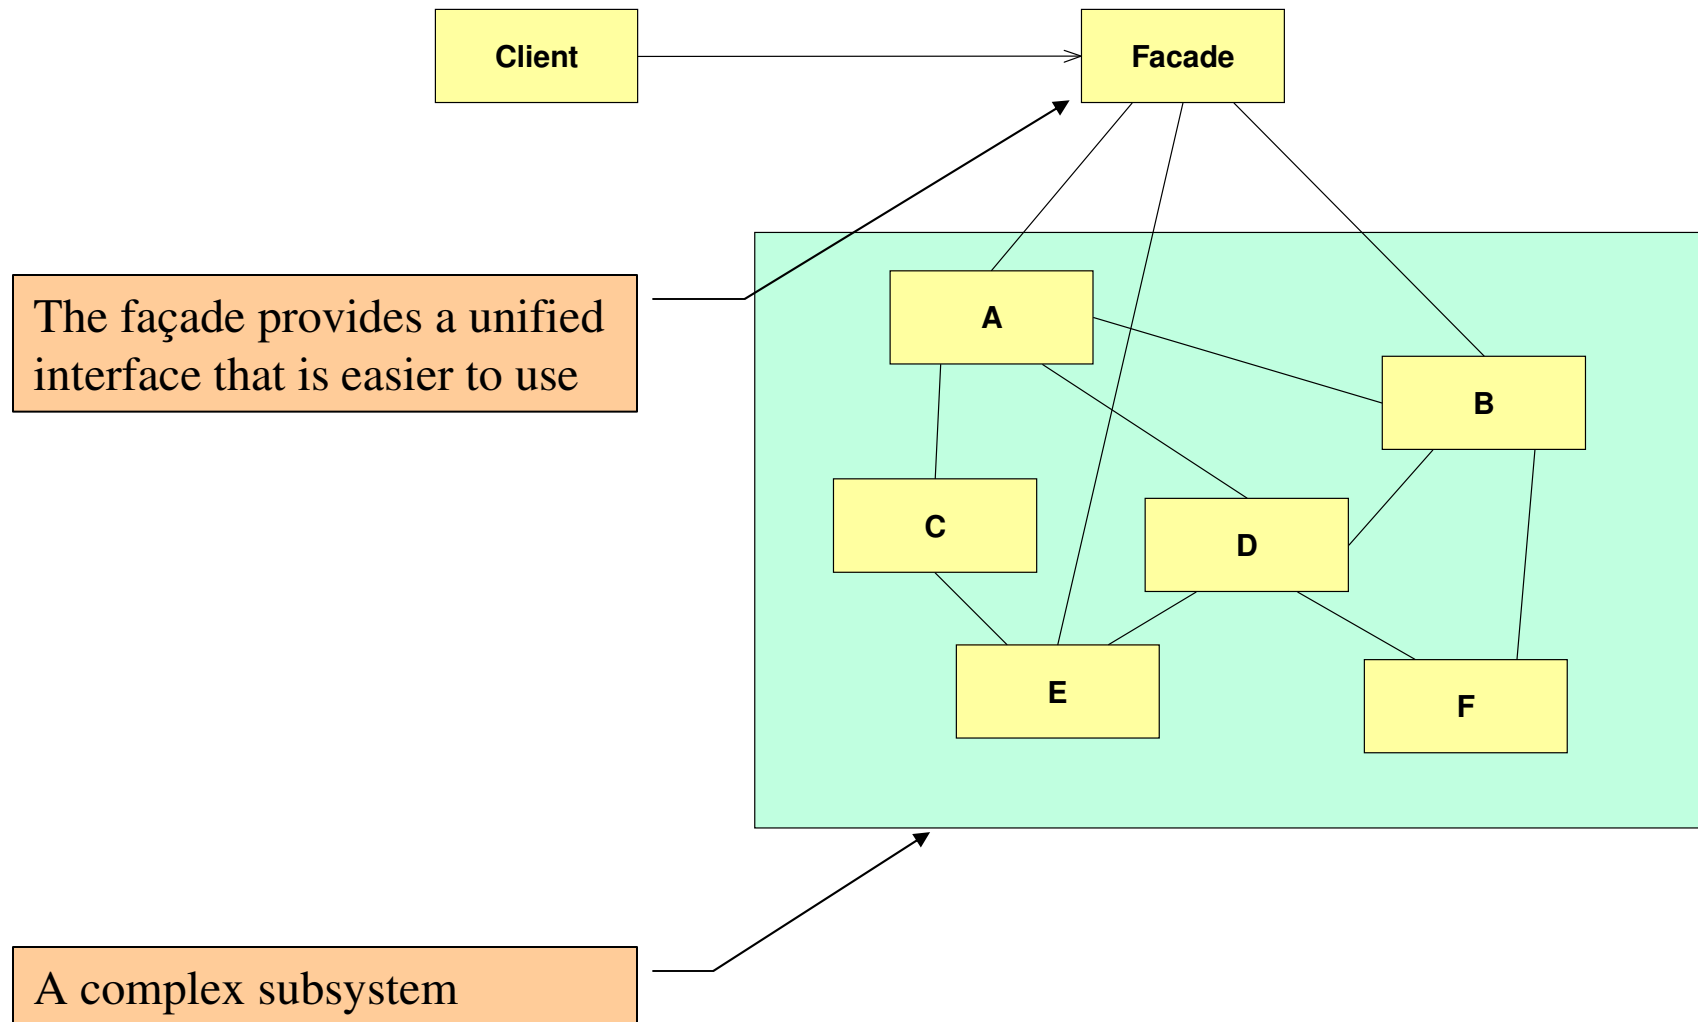 Client
Facade
The façade provides a unified
interface that is easier to use
A
B
C
D
E
F
A complex subsystem